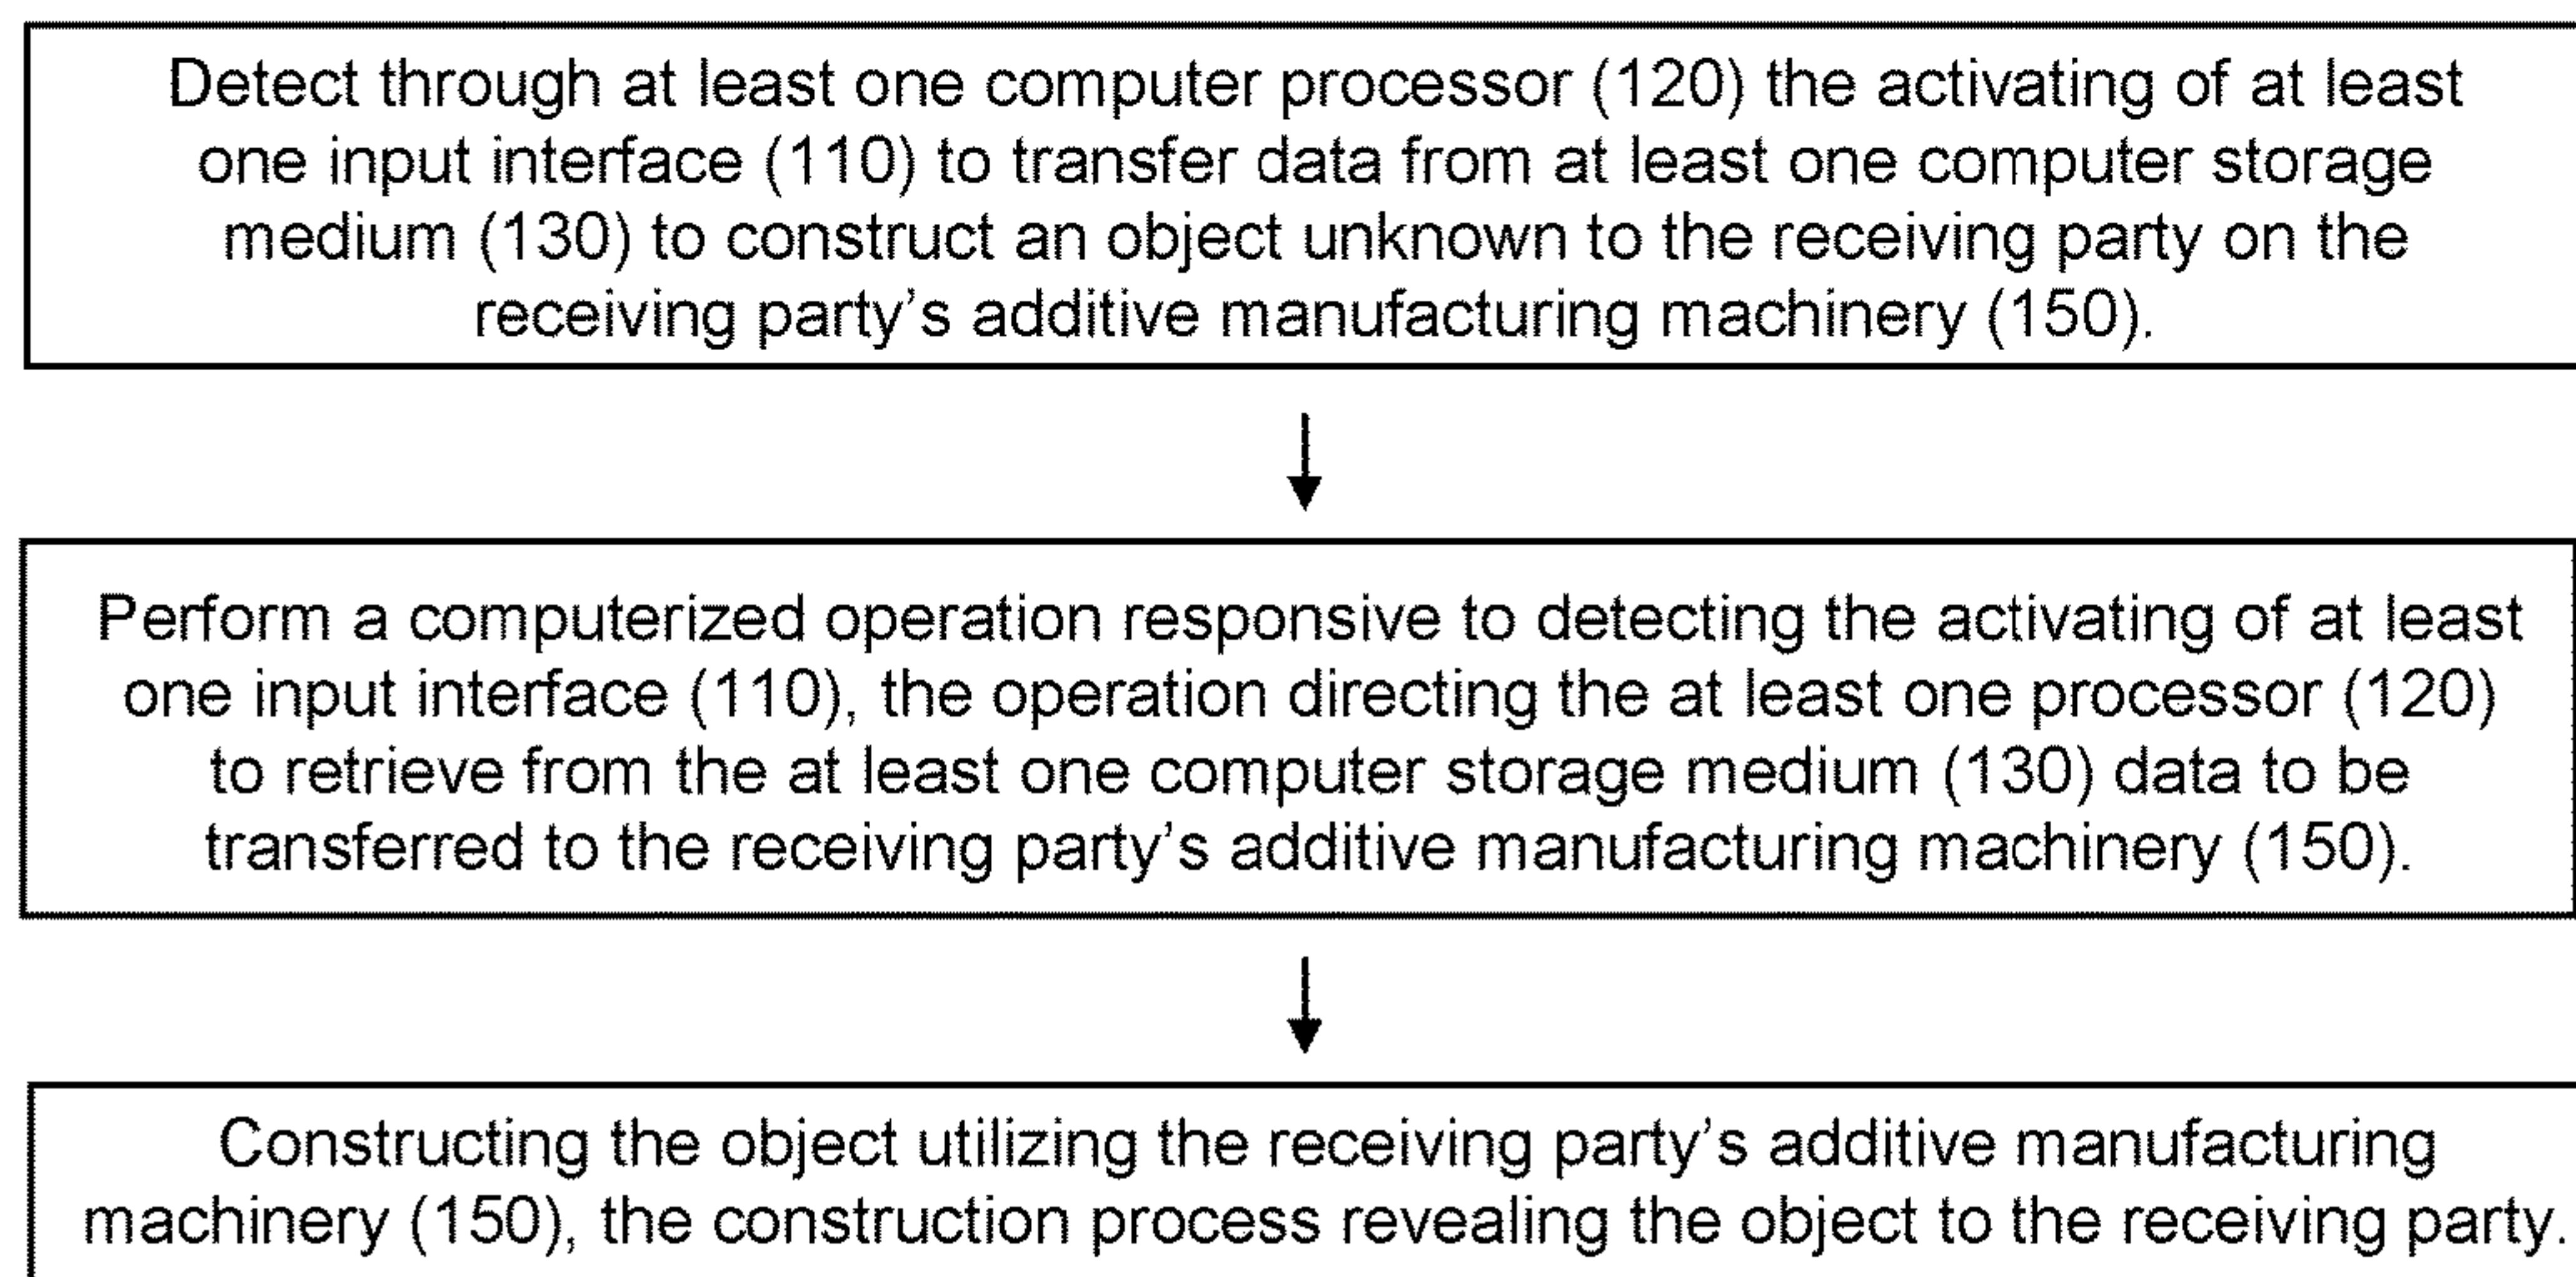 Detect through at least one computer processor (120) the activating of at least
one input interface (110) to transfer data from at least one computer storage
medium (130) to construct an object unknown to the receiving party on the
receiving party's additive manufacturing machinery (150).
Perform a computerized operation responsive to detecting the activating of at least
one input interface (110), the operation directing the at least one processor (120)
to retrieve from the at least one computer storage medium (130) data to be
transferred to the receiving party's additive manufacturing machinery (150).
Constructing the object utilizing the receiving party's additive manufacturing
machinery (150), the construction process revealing the object to the receiving party.